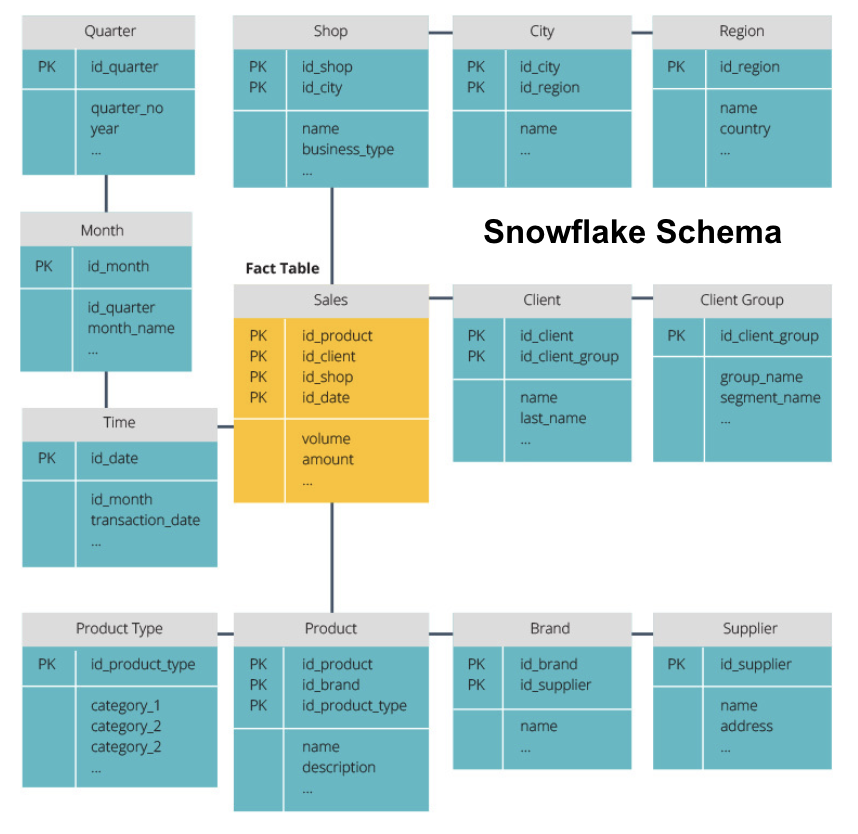 Quarter
PK id_quarter
quarter_no
year
...
Shop
PK id_shop
PK id_city
name
business_type
...
City
PK id_city
PK id_region
name
...
Region
PK id_region
name
country
...
Snowflake Schema
Month
PK id_month
id_quarter
month_name
...
Fact Table
Sales
PK id_product
PK id_client
PK id_shop
PK id_date
volume
amount
...
Client
PK id_client
PK id_client_group
name
last_name
...
Client Group
PK id_client_group
group_name
segment_name
...
Time
PK id_date
id_month
transaction_date
...
Product Type
PK id_product_type
category_1
category_2
category_2
...
Product
PK id_product
PK id_brand
PK id_product_type
name
description
...
Brand
PK id_brand
PK id_supplier
name
...
Supplier
PK id_supplier
name
address
...